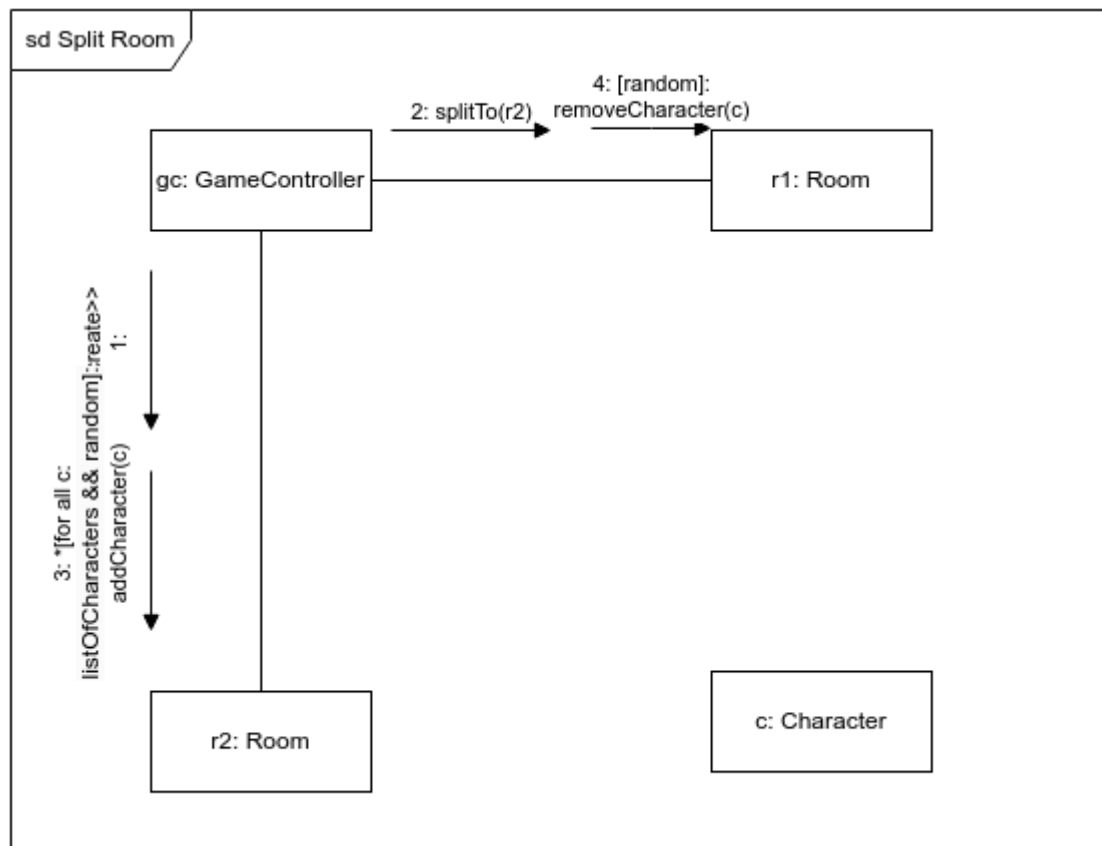 sd Split Room
4: [random]:
2: splitTo(r2)
removeCharacter(c)
gc: GameController
r1: Room
1:
reate>>
3: *[for all c:
listOfCharacters && random]:
addCharacter(c)
r2: Room
c: Character